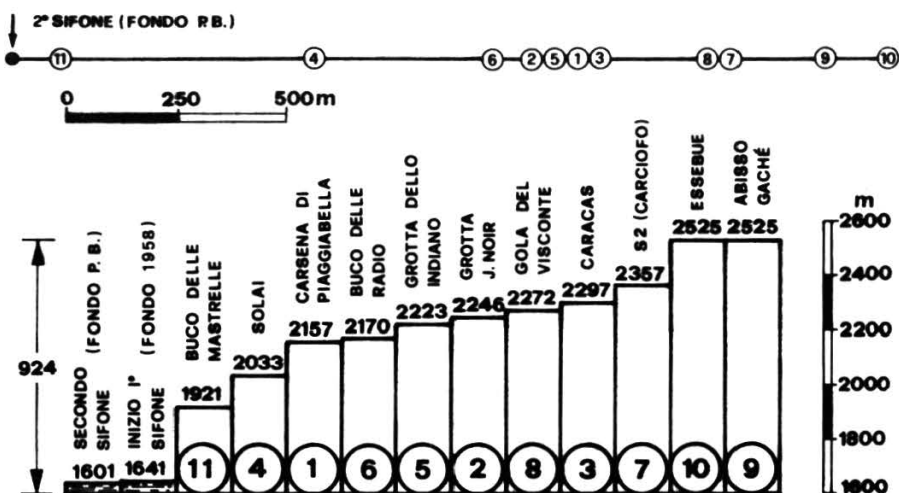 2º SIFONE (FONDO P.B.)
11 4 6 2 5 1 3 8 7 9 10
0 250 500m
SECONDO (FONDO P. B.)
SIFONE
INIZIO Iº (FONDO 1958)
SIFONE
BUCO DELLE
MASTRELLE
SOLAI
CARSENA DI
PIAGGIABELLA
BUCO DELLE
RADIO
GROTTA DELLO
INDIANO
GROTTA
J. NOIR
GOLA DEL
VISCONTE
CARACAS
S2 (CARCIOFO)
ESSEBUE
ABISSO
GACHÉ
1601 1641 1921 2033 2157 2170 2223 2246 2272 2297 2357 2525 2525
11 4 1 6 5 2 8 3 7 10 9
924
m
2600
2400
2200
2000
1800
1600